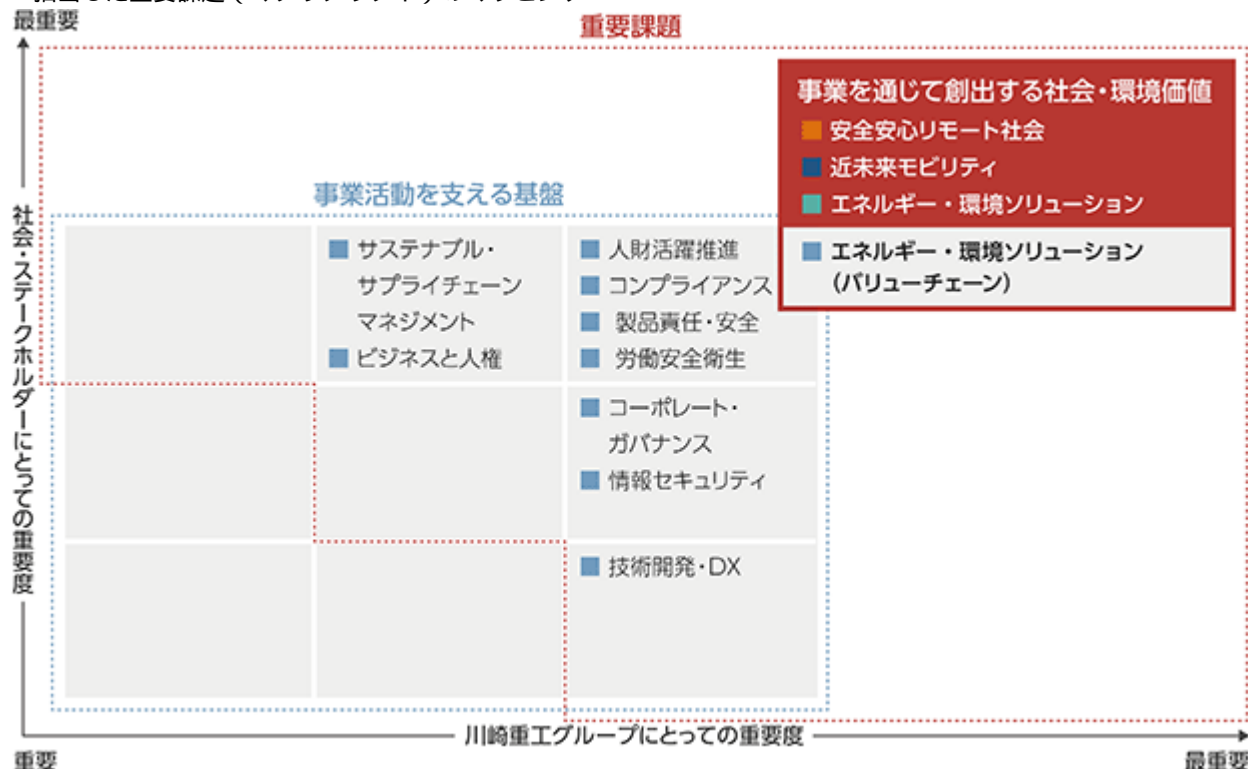 最重要
重要課題
事業を通じて創出する社会・環境価値
安全安心リモート社会
近未来モビリティ
エネルギー・環境ソリューション
エネルギー・環境ソリューション
（バリューチェーン）
事業活動を支える基盤
サステナブル・
サプライチェーン
マネジメント
ビジネスと人権
人財活躍推進
コンプライアンス
製品責任・安全
労働安全衛生
コーポレート・
ガバナンス
情報セキュリティ
技術開発・DX
社会・ステークホルダーにとっての重要度
川崎重工グループにとっての重要度
重要
最重要